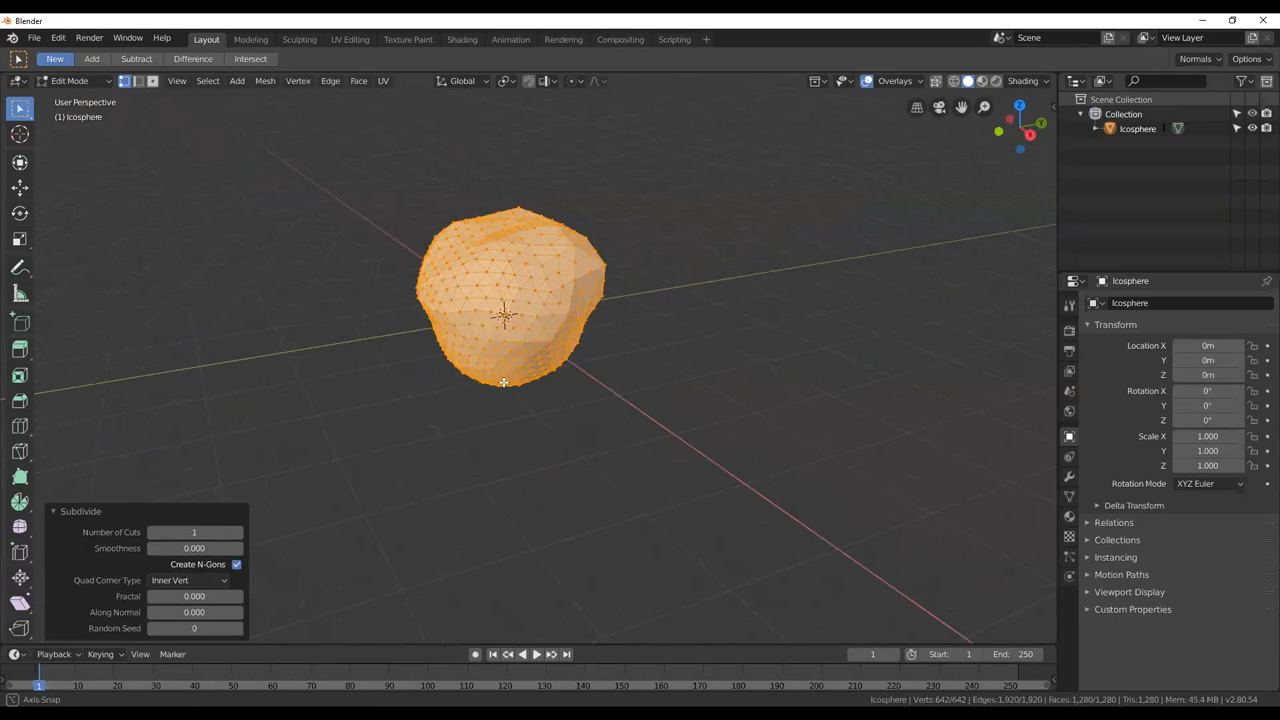 Blender
File Edit Render Window Help Layout Modeling Sculpting UV Editing Texture Paint Shading Animation Rendering Compositing Scripting + Scene View Layer
New Add Subtract Difference Intersect Normals Options
Edit Mode View Select Add Mesh Vertex Edge Face UV Global Overlays Shading
User Perspective
(1) Icosphere
Z
Y
X
Scene Collection
Collection
Icosphere
Icosphere
Icosphere
Transform
Location X 0m
Y 0m
Z 0m
Rotation X 0°
Y 0°
Z 0°
Scale X 1.000
Y 1.000
Z 1.000
Rotation Mode XYZ Euler
Delta Transform
Relations
Collections
Instancing
Motion Paths
Viewport Display
Custom Properties
Subdivide
Number of Cuts 1
Smoothness 0.000
Create N-Gons
Quad Corner Type Inner Vert
Fractal 0.000
Along Normal 0.000
Random Seed 0
Playback Keying View Marker 1 Start: 1 End: 250
1 10 20 30 40 50 60 70 80 90 100 110 120 130 140 150 160 170 180 190 200 210 220 230 240 250
Axis Snap Icosphere | Verts:642/642 | Edges:1,920/1,920 | Faces:1,280/1,280 | Tris:1,280 | Mem: 45.4 MB | v2.80.54